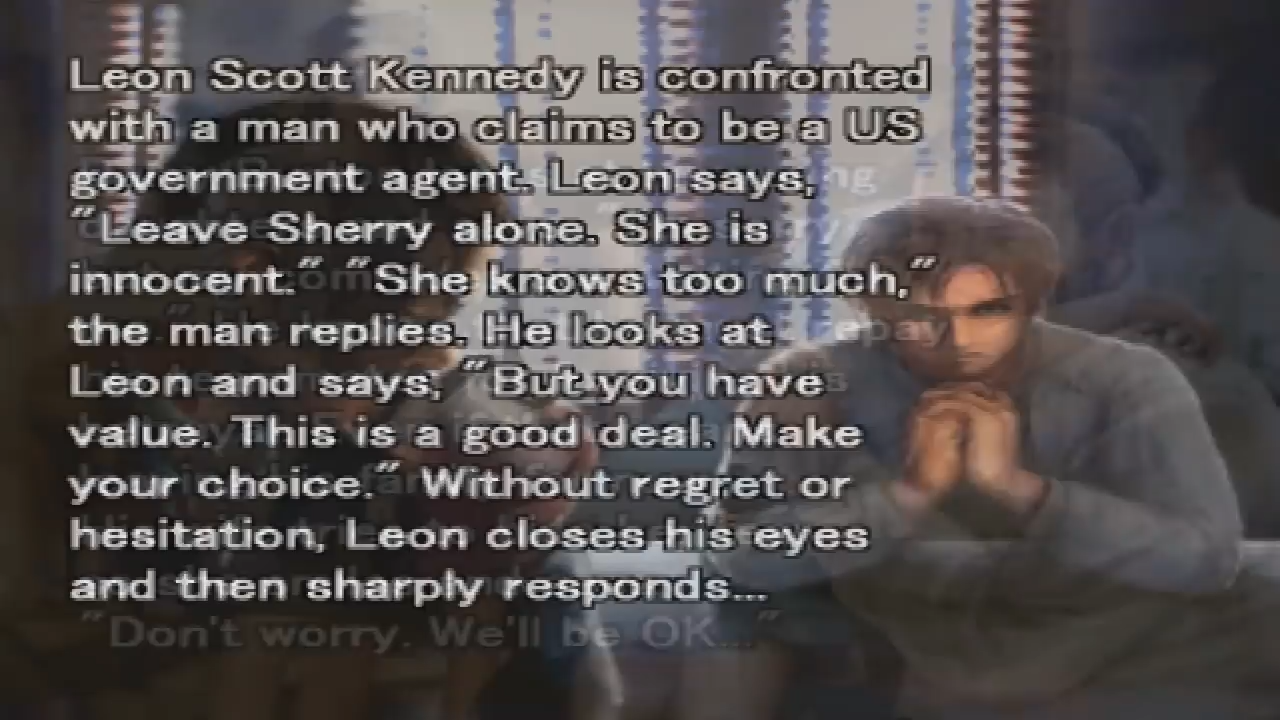 Leon Scott Kennedy is confronted
with a man who claims to be a US
government agent. Leon says,
"Leave Sherry alone. She is
innocent." "She knows too much,"
the man replies. He looks at
Leon and says, "But you have
value. This is a good deal. Make
your choice." Without regret or
hesitation, Leon closes his eyes
and then sharply responds...
"Don't worry. We'll be OK..."